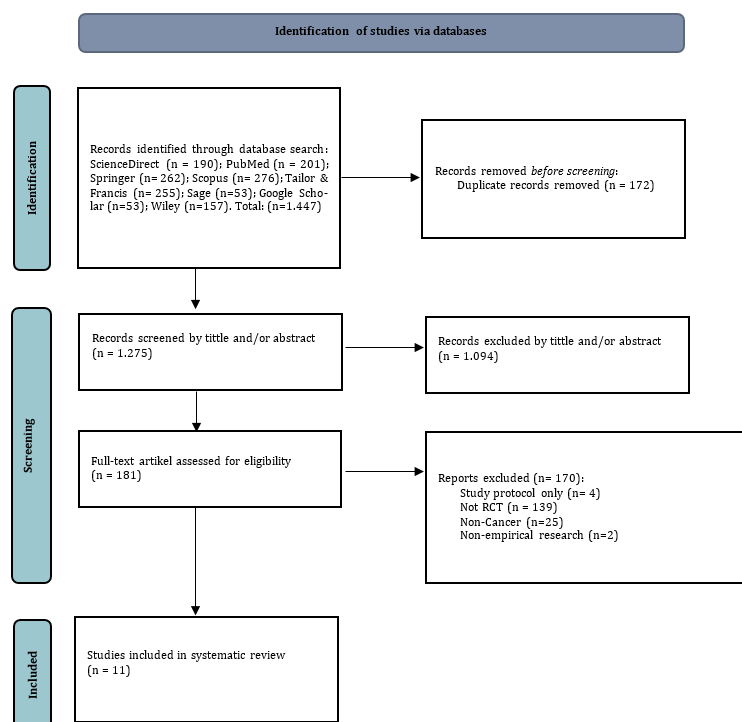 Identification of studies via databases
Identification
Records identified through database search:
ScienceDirect (n = 190); PubMed (n = 201);
Springer (n= 262); Scopus (n= 276); Tailor &
Francis (n= 255); Sage (n=53); Google Scho-
lar (n=53); Wiley (n=157). Total: (n=1.447)
Records removed before screening:
Duplicate records removed (n = 172)
Screening
Records screened by tittle and/or abstract
(n = 1.275)
Records excluded by tittle and/or abstract
(n = 1.094)
Full-text artikel assessed for eligibility
(n = 181)
Reports excluded (n= 170):
Study protocol only (n= 4)
Not RCT (n = 139)
Non-Cancer (n=25)
Non-empirical research (n=2)
Included
Studies included in systematic review
(n = 11)